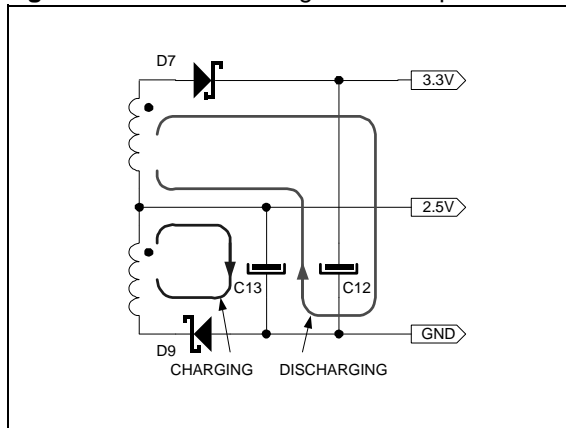 D7
3.3V
2.5V
C13
C12
GND
D9
CHARGING
DISCHARGING